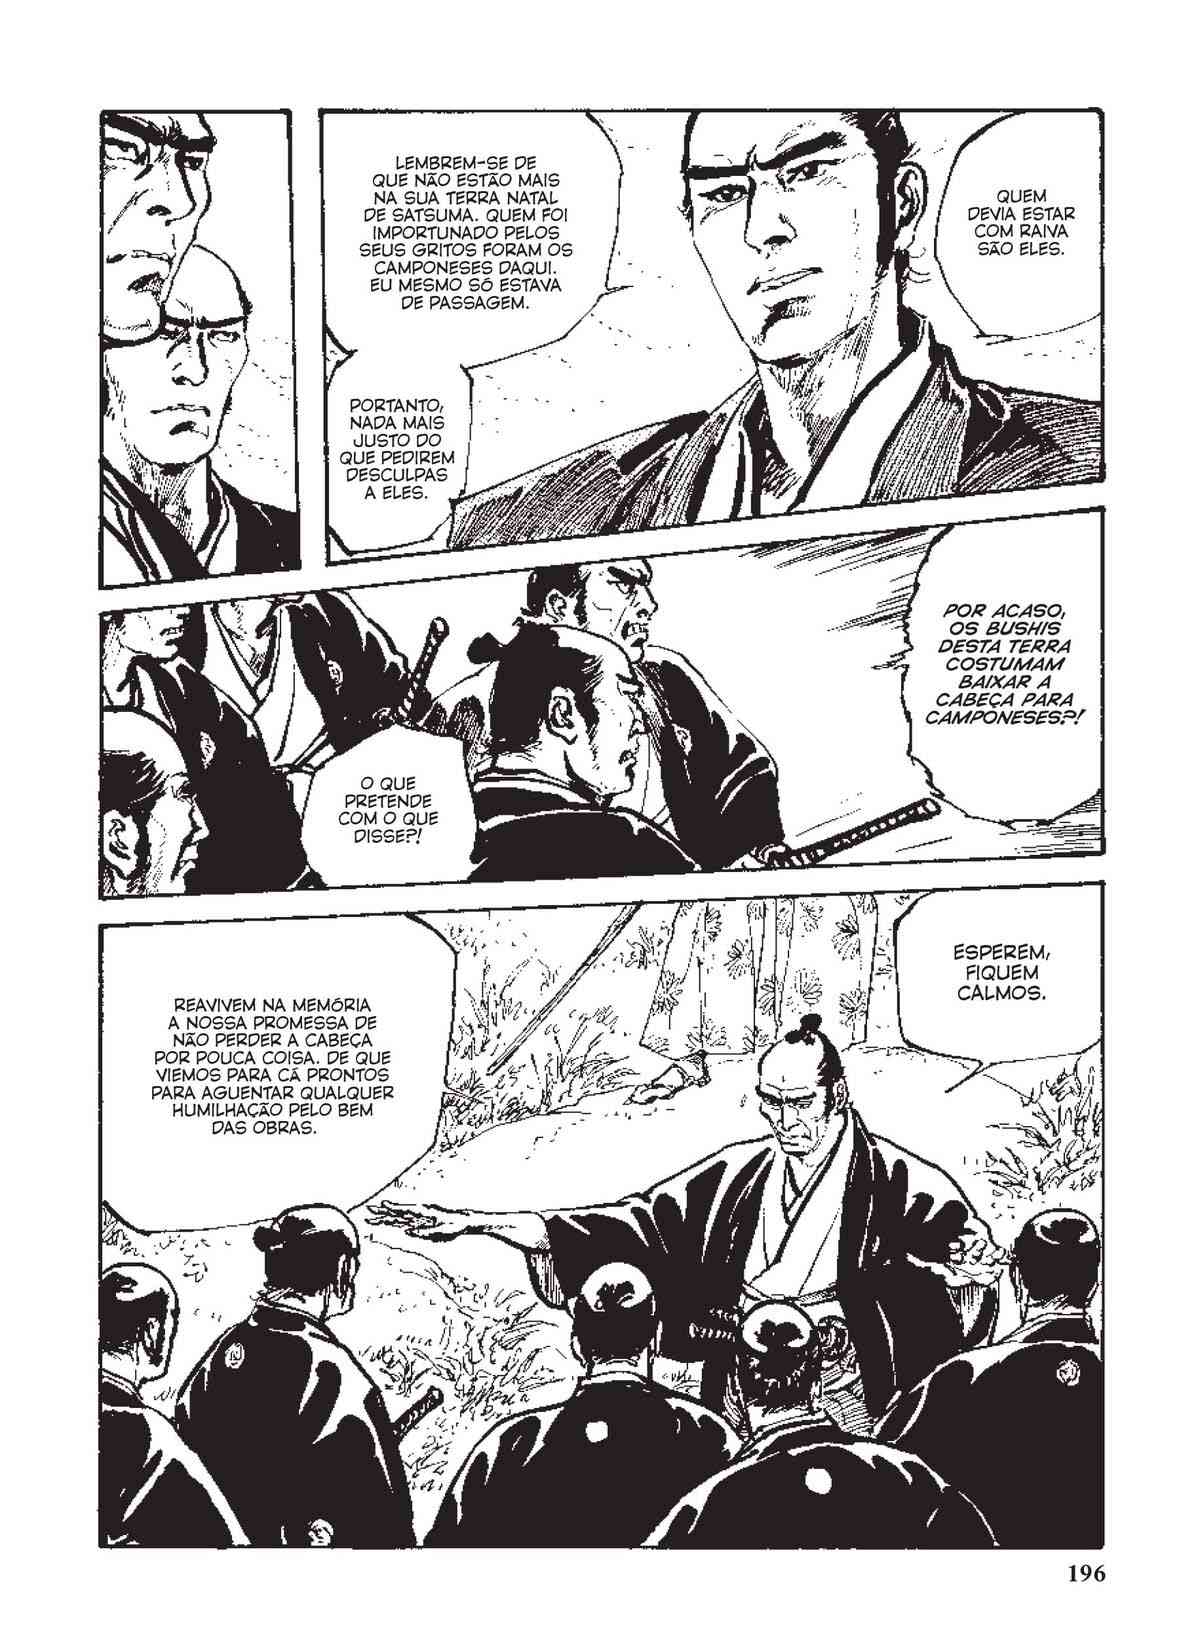 QUEM
DEVIA ESTAR
COM RAIVA
SÃO ELES.
LEMBREM-SE DE
QUE NÃO ESTÃO MAIS
NA SUA TERRA NATAL
DE SATSUMA. QUEM FOI
IMPORTUNADO PELOS
SEUS GRITOS FORAM OS
CAMPONESES DAQUI.
EU MESMO SÓ ESTAVA
DE PASSAGEM.
PORTANTO,
NADA MAIS
JUSTO DO
QUE PEDIREM
DESCULPAS
A ELES.
POR ACASO,
OS BUSHIS
DESTA TERRA
COSTUMAM
BAIXAR A
CABEÇA PARA
CAMPONESES?!
O QUE
PRETENDE
COM O QUE
DISSE?!
ESPEREM,
FIQUEM
CALMOS.
REAVIVEM NA MEMÓRIA
A NOSSA PROMESSA DE
NÃO PERDER A CABEÇA
POR POUCA COISA. DE QUE
VIEMOS PARA CÁ PRONTOS
PARA AGUENTAR QUALQUER
HUMILHAÇÃO PELO BEM
DAS OBRAS.
196